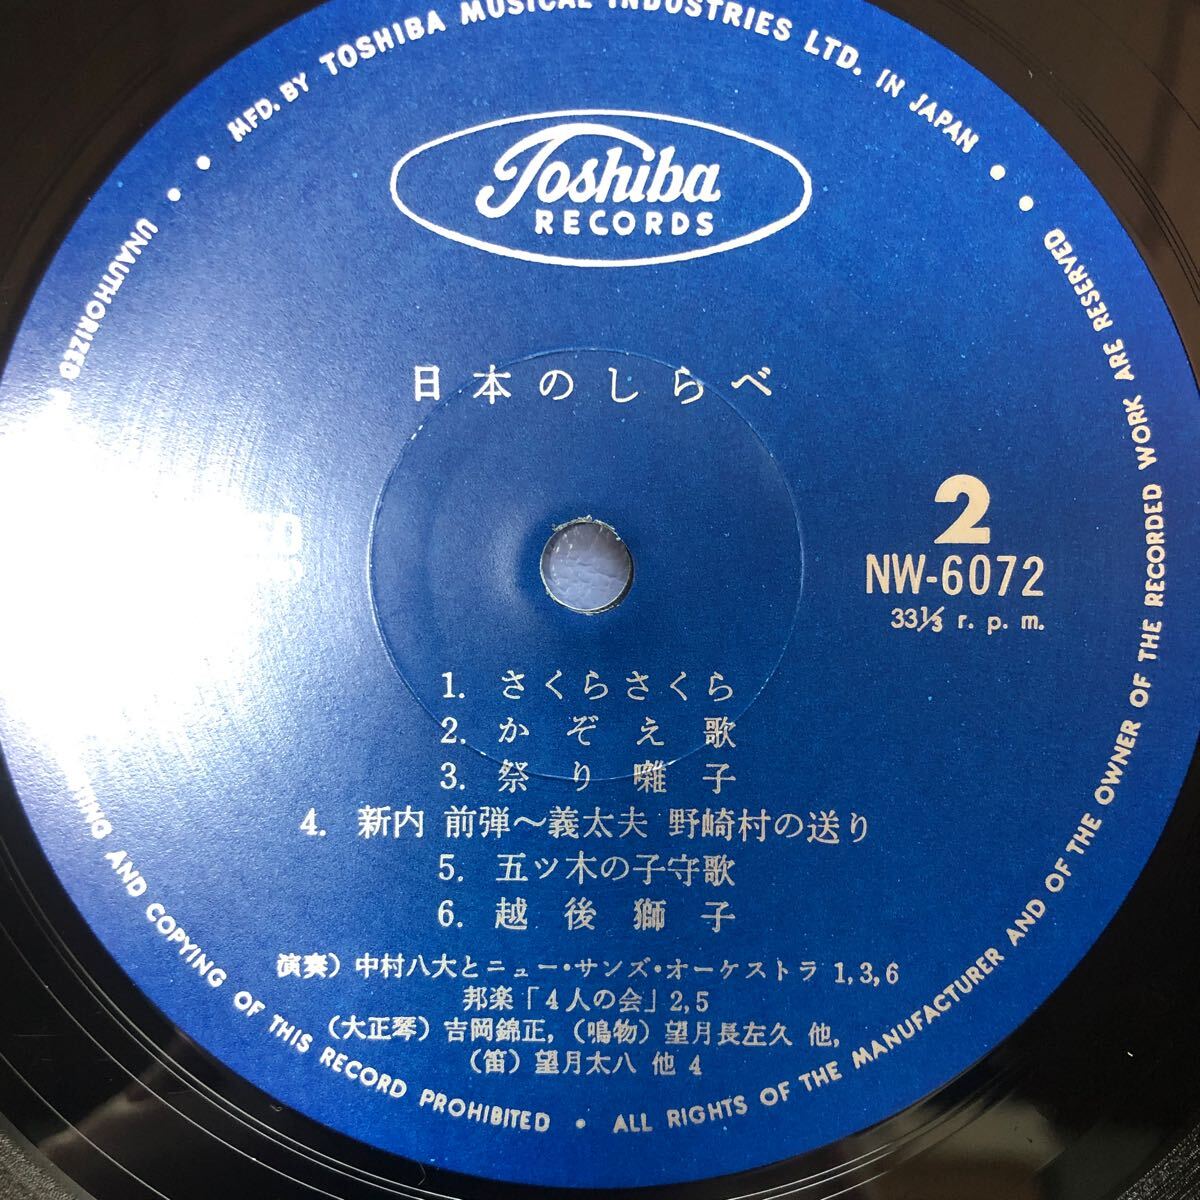 MFD. BY TOSHIBA MUSICAL INDUSTRIES LTD. IN JAPAN
Toshiba
RECORDS
日本のしらべ
2
NW-6072
33⅓ r. p. m.
1. さくらさくら
2. かぞえ歌
3. 祭り囃子
4. 新内 前弾〜義太夫 野崎村の送り
5. 五ツ木の子守歌
6. 越後獅子
演奏) 中村八大とニュー・サンズ・オーケストラ 1,3,6
邦楽「4人の会」2,5
(大正琴) 吉岡錦正, (鳴物) 望月長左久 他,
(笛) 望月太八 他 4
UNAUTHORIZED AND COPYING OF THIS RECORD PROHIBITED • ALL RIGHTS OF THE MANUFACTURER AND OF THE OWNER OF THE RECORDED WORK ARE RESERVED